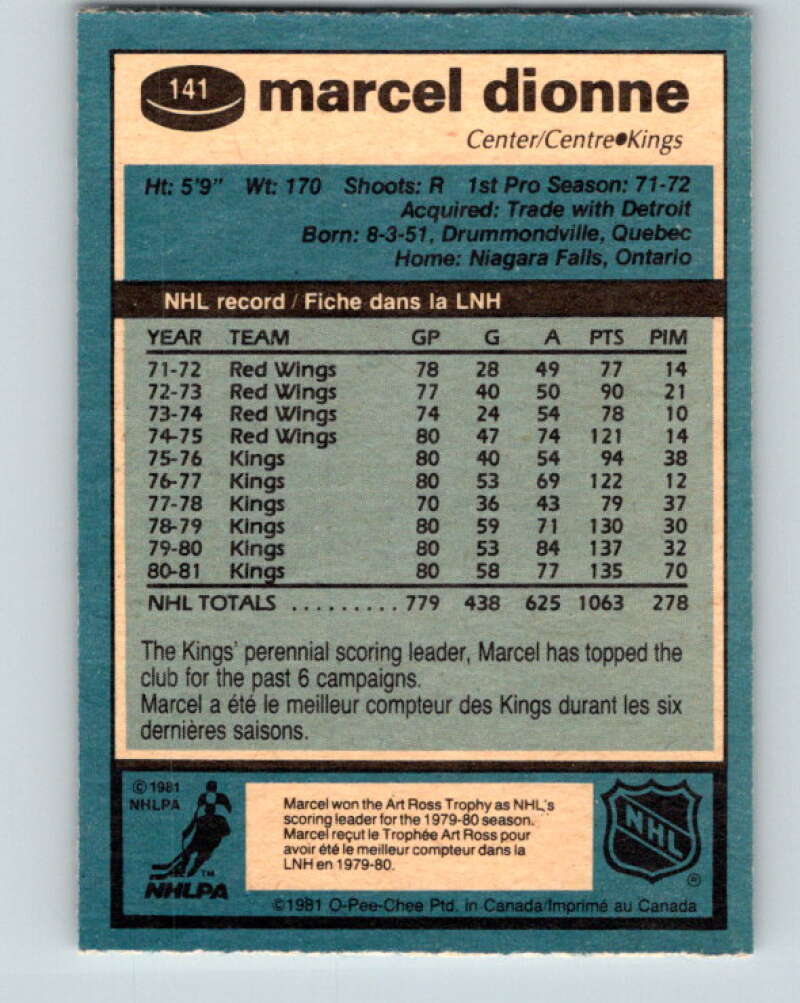 141 marcel dionne
Center/Centre●Kings
Ht: 5'9" Wt: 170 Shoots: R 1st Pro Season: 71-72
Acquired: Trade with Detroit
Born: 8-3-51, Drummondville, Quebec
Home: Niagara Falls, Ontario
NHL record / Fiche dans la LNH
YEAR TEAM GP G A PTS PIM
71-72 Red Wings 78 28 49 77 14
72-73 Red Wings 77 40 50 90 21
73-74 Red Wings 74 24 54 78 10
74-75 Red Wings 80 47 74 121 14
75-76 Kings 80 40 54 94 38
76-77 Kings 80 53 69 122 12
77-78 Kings 70 36 43 79 37
78-79 Kings 80 59 71 130 30
79-80 Kings 80 53 84 137 32
80-81 Kings 80 58 77 135 70
NHL TOTALS ......... 779 438 625 1063 278
The Kings' perennial scoring leader, Marcel has topped the
club for the past 6 campaigns.
Marcel a été le meilleur compteur des Kings durant les six
dernières saisons.
© 1981
NHLPA
TM
NHLPA
Marcel won the Art Ross Trophy as NHL's
scoring leader for the 1979-80 season.
Marcel reçut le Trophée Art Ross pour
avoir été le meilleur compteur dans la
LNH en 1979-80.
NHL
®
©1981 O-Pee-Chee Ptd. in Canada/Imprimé au Canada